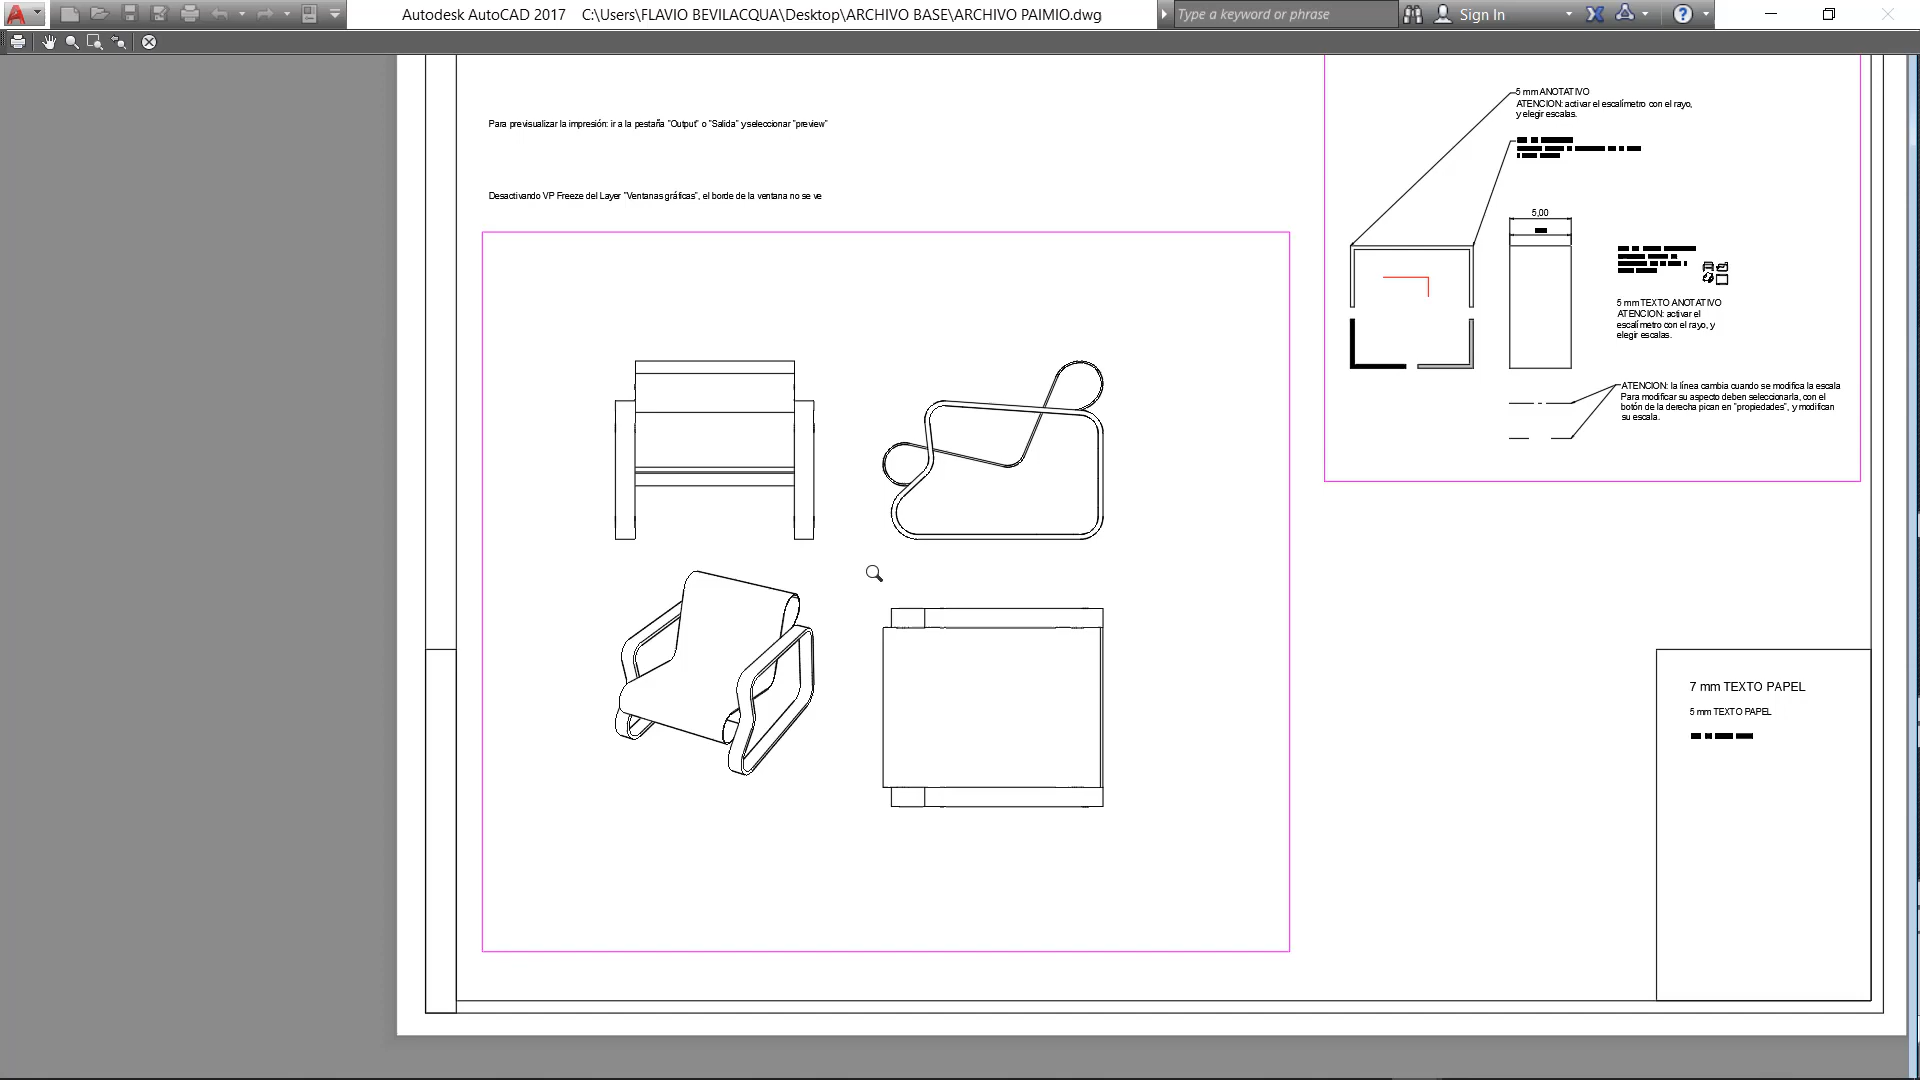 Autodesk AutoCAD 2017 C:\Users\FLAVIO BEVILACQUA\Desktop\ARCHIVO BASE\ARCHIVO PAIMIO.dwg
Type a keyword or phrase
Sign In
Para previsualizar la impresión: ir a la pestaña "Output" o "Salida" y seleccionar "preview"
Desactivando VP Freeze del Layer "Ventanas gráficas", el borde de la ventana no se ve
5 mm ANOTATIVO
ATENCION: activar el escalímetro con el rayo,
y elegir escalas.
5,00
5 mm TEXTO ANOTATIVO
ATENCION: activar el
escalímetro con el rayo, y
elegir escalas.
ATENCION: la línea cambia cuando se modifica la escala
Para modificar su aspecto deben seleccionarla, con el
botón de la derecha pican en "propiedades", y modifican
su escala.
7 mm TEXTO PAPEL
5 mm TEXTO PAPEL